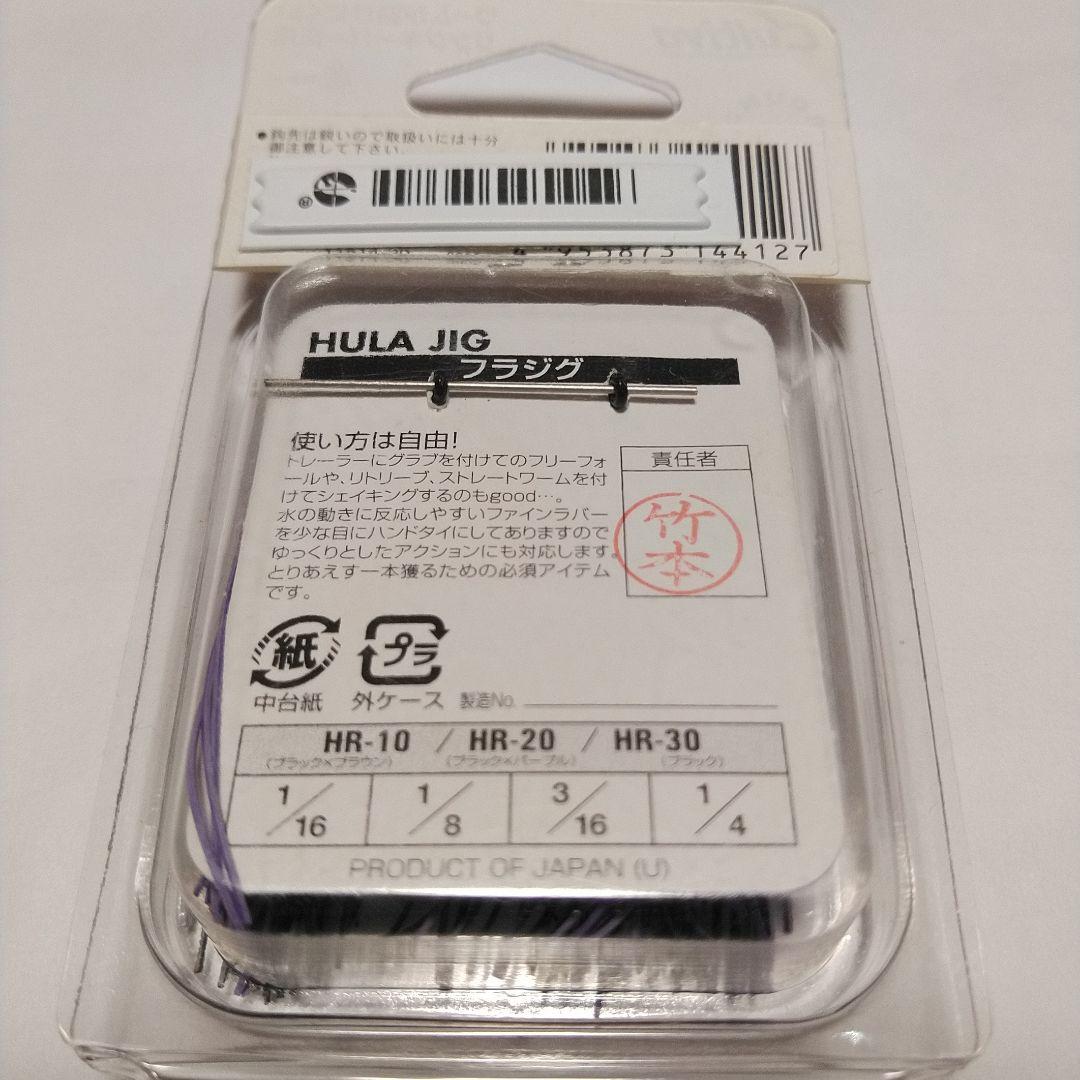 ●鈎先は鋭いので取扱いには十分
御注意して下さい。
®
144127
HULA JIG
フラジグ
使い方は自由!
トレーラーにグラブを付けてのフリーフォ
ールや、リトリーブ、ストレートワームを付
けてシェイキングするのもgood…。
水の動きに反応しやすいファインラバー
を少な目にハンドタイにしてありますので
ゆっくりとしたアクションにも対応します。
とりあえず一本獲るための必須アイテム
です。
責任者
竹本
紙
プラ
中台紙 外ケース 製造No.
HR-10 / HR-20 / HR-30
(ブラック×ブラウン) (ブラック×パープル) (ブラック)
1/16 1/8 3/16 1/4
PRODUCT OF JAPAN (U)